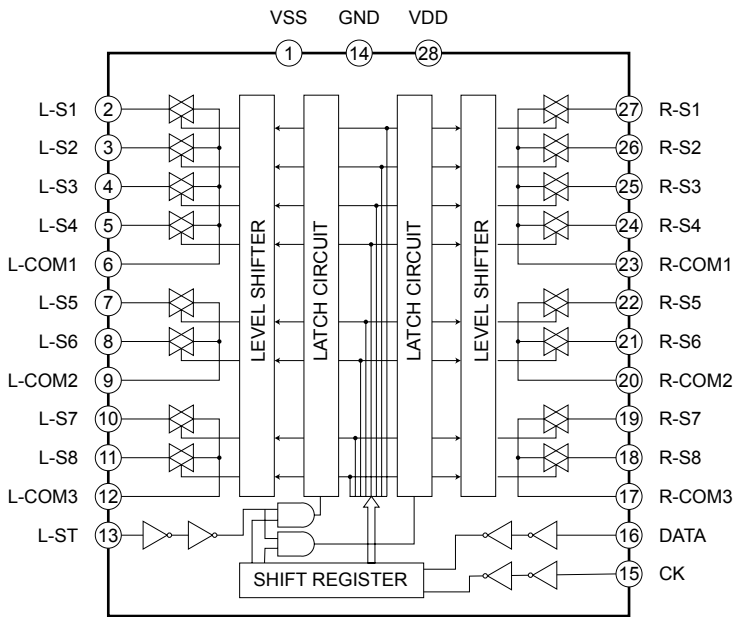 VSS GND VDD
1 14 28
L-S1 2 27 R-S1
L-S2 3 26 R-S2
L-S3 4 25 R-S3
L-S4 5 24 R-S4
L-COM1 6 23 R-COM1
L-S5 7 22 R-S5
L-S6 8 21 R-S6
L-COM2 9 20 R-COM2
L-S7 10 19 R-S7
L-S8 11 18 R-S8
L-COM3 12 17 R-COM3
L-ST 13 16 DATA
15 CK
LEVEL SHIFTER
LATCH CIRCUIT
LATCH CIRCUIT
LEVEL SHIFTER
SHIFT REGISTER